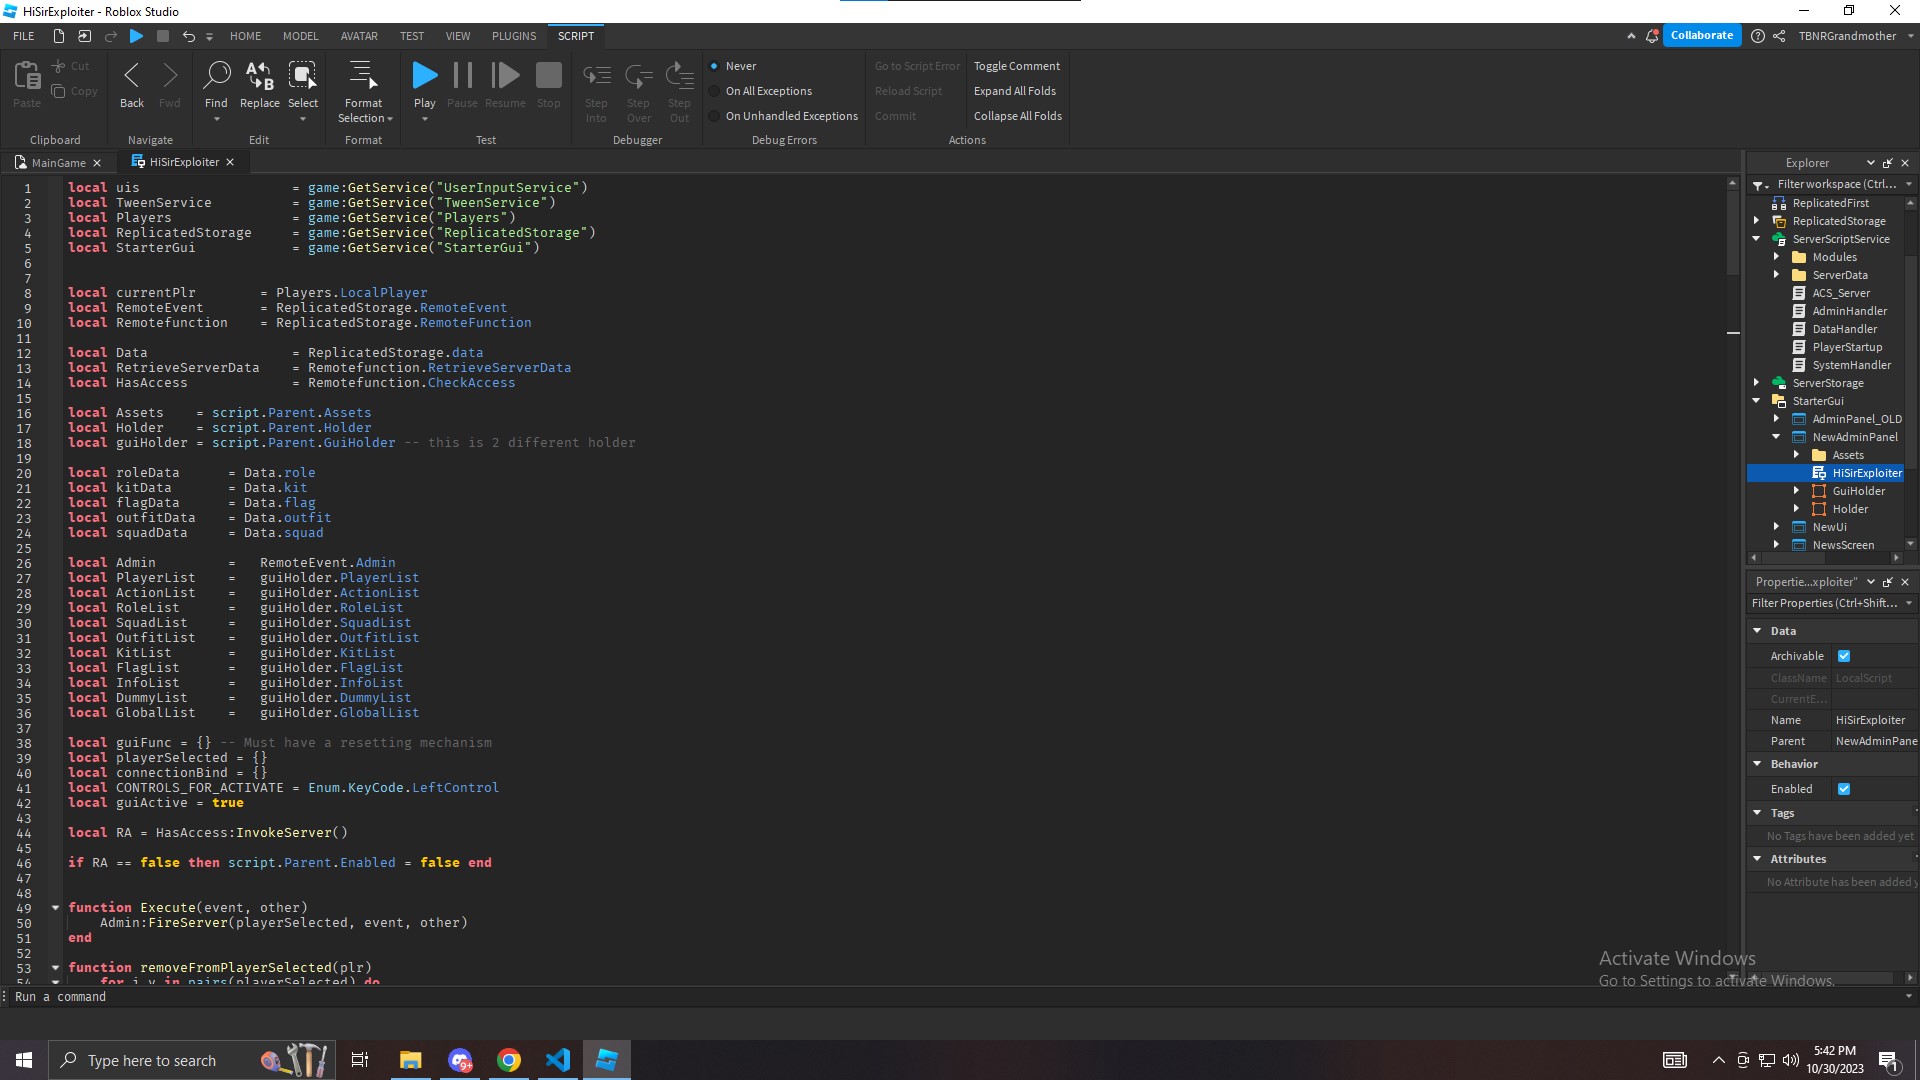 HiSirExploiter - Roblox Studio
FILE HOME MODEL AVATAR TEST VIEW PLUGINS SCRIPT Collaborate TBNRGrandmother
Paste Cut Copy Clipboard
Back Fwd Navigate
Find Replace Select Edit
Format Selection Format
Play Pause Resume Stop Test
Step Into Step Over Step Out Debugger
Never
On All Exceptions
On Unhandled Exceptions
Debug Errors
Go to Script Error
Reload Script
Commit
Toggle Comment
Expand All Folds
Collapse All Folds
Actions
MainGame HiSirExploiter
1 local uis = game:GetService("UserInputService")
2 local TweenService = game:GetService("TweenService")
3 local Players = game:GetService("Players")
4 local ReplicatedStorage = game:GetService("ReplicatedStorage")
5 local StarterGui = game:GetService("StarterGui")
6
7
8 local currentPlr = Players.LocalPlayer
9 local RemoteEvent = ReplicatedStorage.RemoteEvent
10 local Remotefunction = ReplicatedStorage.RemoteFunction
11
12 local Data = ReplicatedStorage.data
13 local RetrieveServerData = Remotefunction.RetrieveServerData
14 local HasAccess = Remotefunction.CheckAccess
15
16 local Assets = script.Parent.Assets
17 local Holder = script.Parent.Holder
18 local guiHolder = script.Parent.GuiHolder -- this is 2 different holder
19
20 local roleData = Data.role
21 local kitData = Data.kit
22 local flagData = Data.flag
23 local outfitData = Data.outfit
24 local squadData = Data.squad
25
26 local Admin = RemoteEvent.Admin
27 local PlayerList = guiHolder.PlayerList
28 local ActionList = guiHolder.ActionList
29 local RoleList = guiHolder.RoleList
30 local SquadList = guiHolder.SquadList
31 local OutfitList = guiHolder.OutfitList
32 local KitList = guiHolder.KitList
33 local FlagList = guiHolder.FlagList
34 local InfoList = guiHolder.InfoList
35 local DummyList = guiHolder.DummyList
36 local GlobalList = guiHolder.GlobalList
37
38 local guiFunc = {} -- Must have a resetting mechanism
39 local playerSelected = {}
40 local connectionBind = {}
41 local CONTROLS_FOR_ACTIVATE = Enum.KeyCode.LeftControl
42 local guiActive = true
43
44 local RA = HasAccess:InvokeServer()
45
46 if RA == false then script.Parent.Enabled = false end
47
48
49 function Execute(event, other)
50 Admin:FireServer(playerSelected, event, other)
51 end
52
53 function removeFromPlayerSelected(plr)
54 for i,v in pairs(playerSelected) do
Run a command
Explorer
Filter workspace (Ctrl...
ReplicatedFirst
ReplicatedStorage
ServerScriptService
Modules
ServerData
ACS_Server
AdminHandler
DataHandler
PlayerStartup
SystemHandler
ServerStorage
StarterGui
AdminPanel_OLD
NewAdminPanel
Assets
HiSirExploiter
GuiHolder
Holder
NewUi
NewsScreen
Propertie...xploiter"
Filter Properties (Ctrl+Shift...
Data
Archivable
ClassName LocalScript
CurrentE...
Name HiSirExploiter
Parent NewAdminPane
Behavior
Enabled
Tags
No Tags have been added yet
Attributes
No Attribute has been added y
Activate Windows
Go to Settings to activate Windows.
Type here to search
9+
5:42 PM
10/30/2023
1